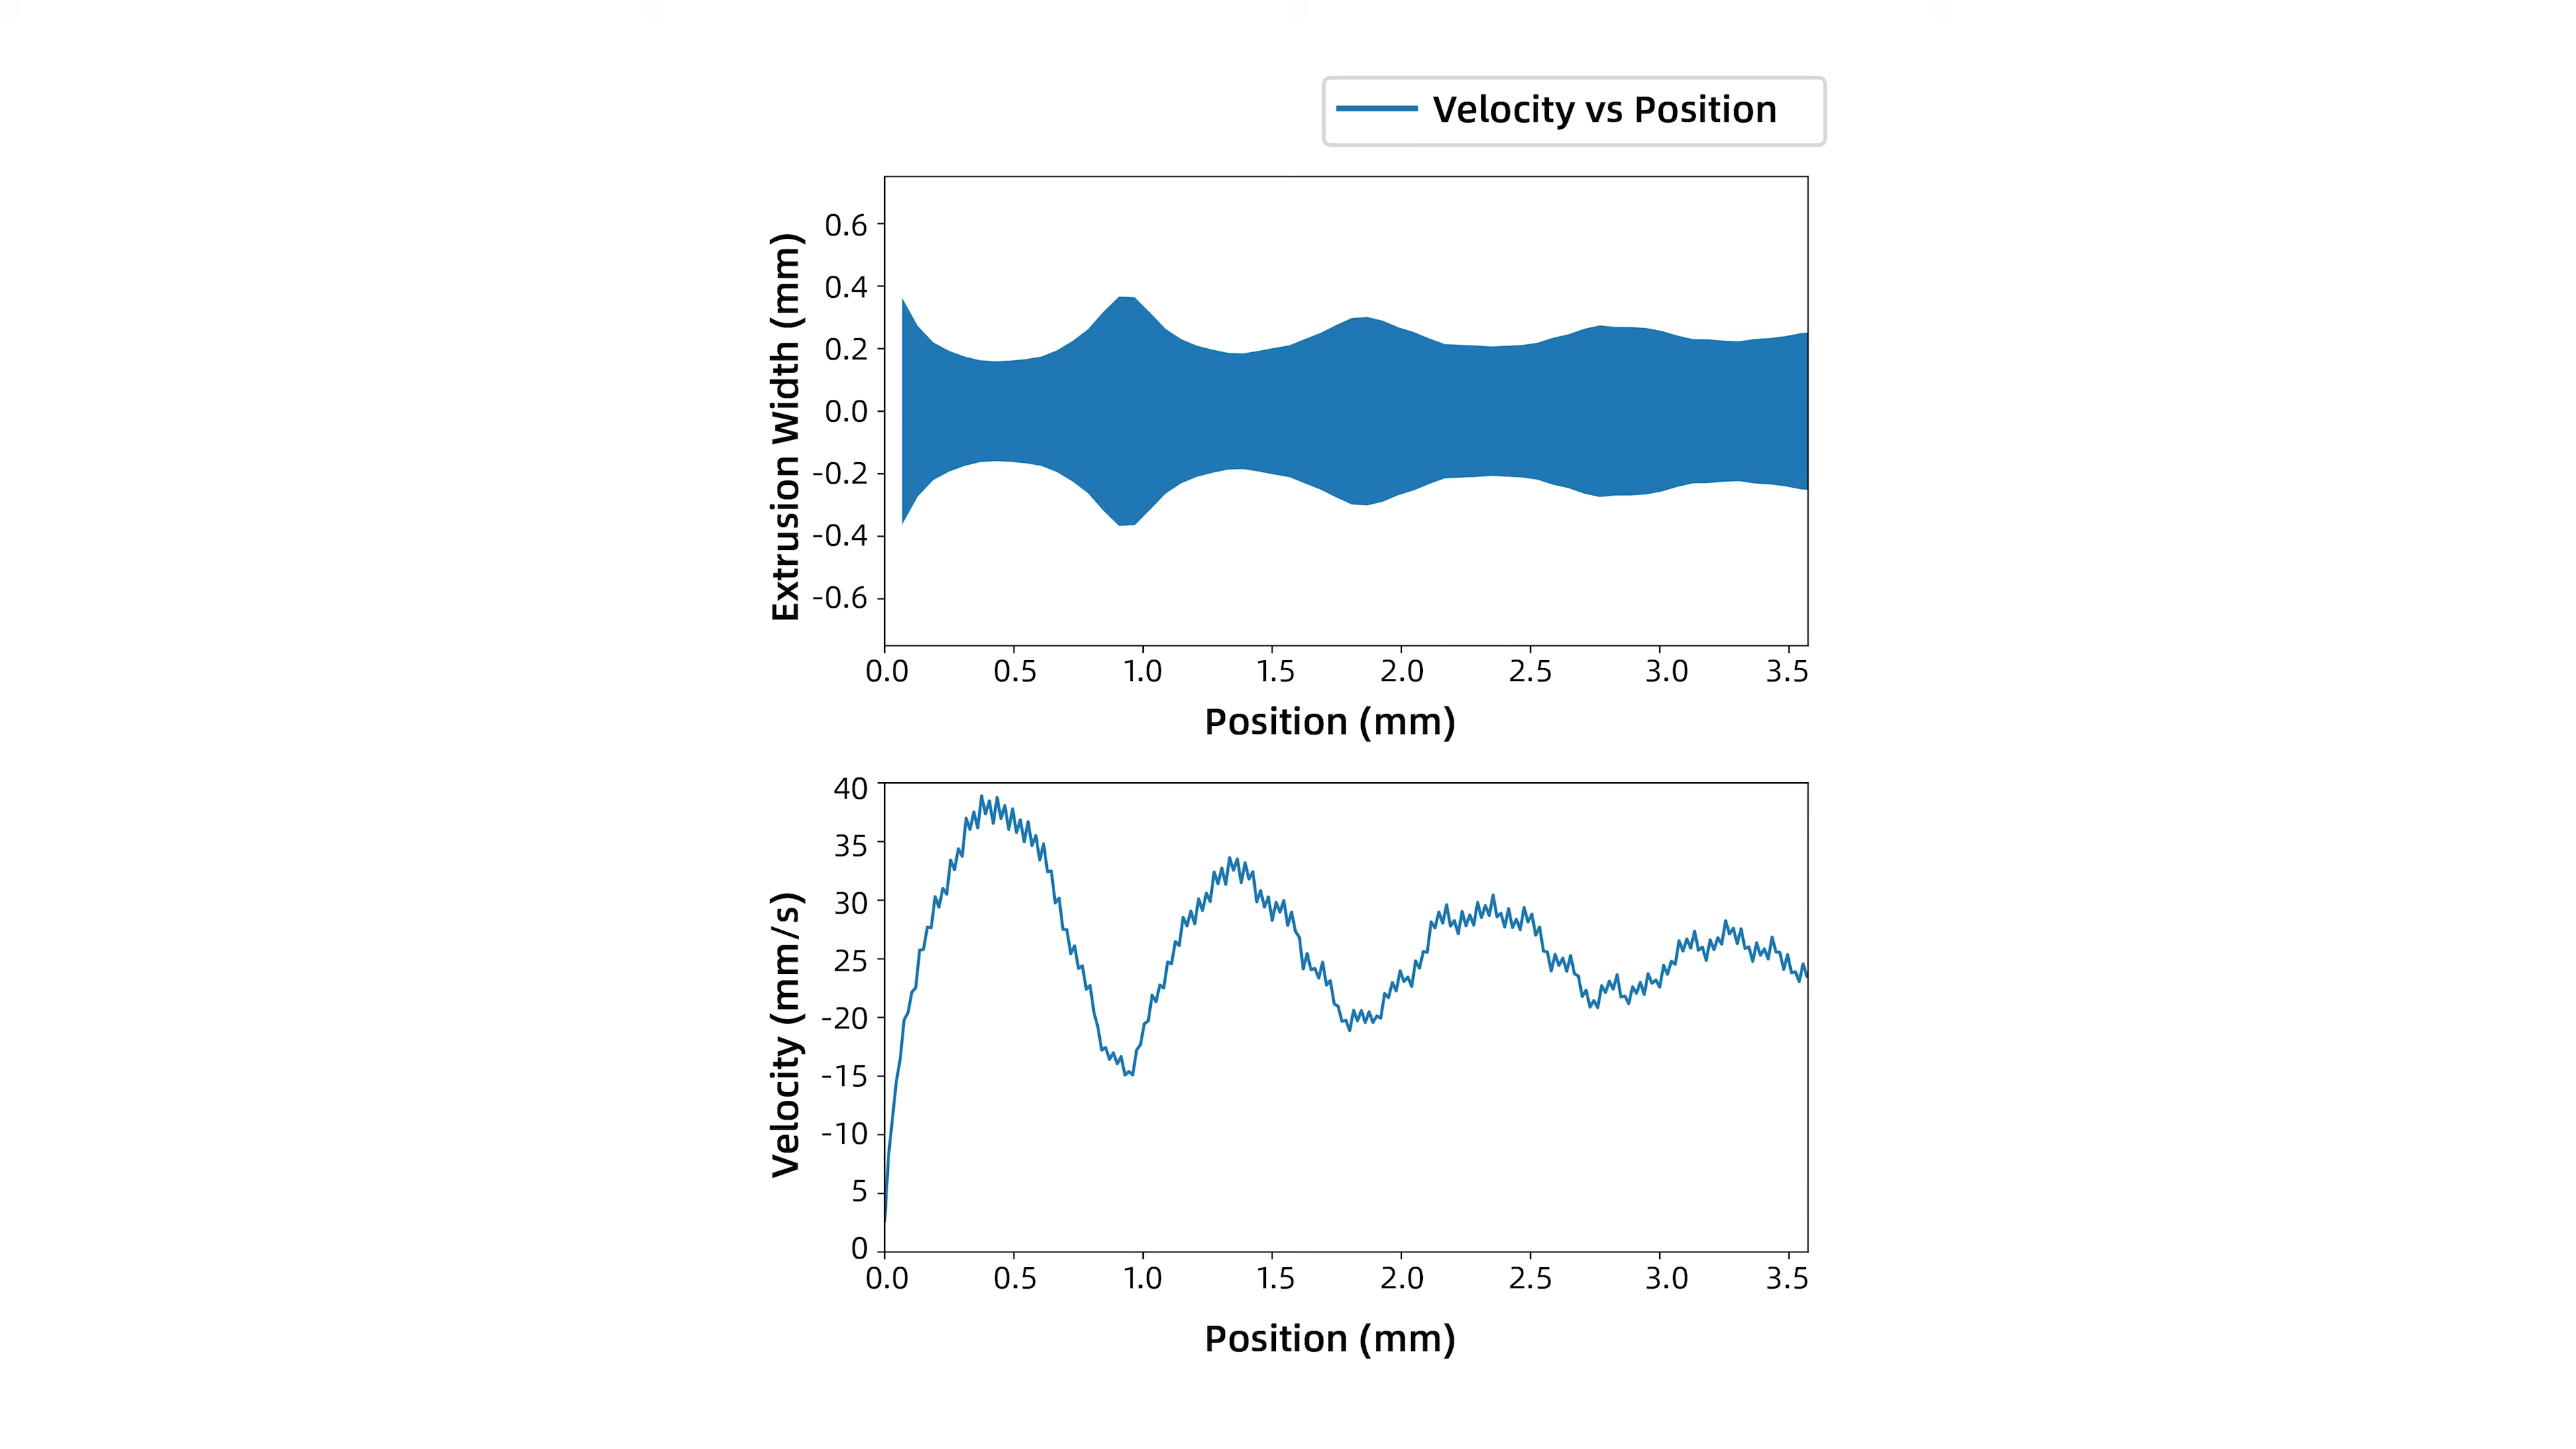 Velocity vs Position
Extrusion Width (mm)
0.6
0.4
0.2
0.0
-0.2
-0.4
-0.6
0.0 0.5 1.0 1.5 2.0 2.5 3.0 3.5
Position (mm)
Velocity (mm/s)
40
35
30
25
-20
-15
-10
5
0
0.0 0.5 1.0 1.5 2.0 2.5 3.0 3.5
Position (mm)